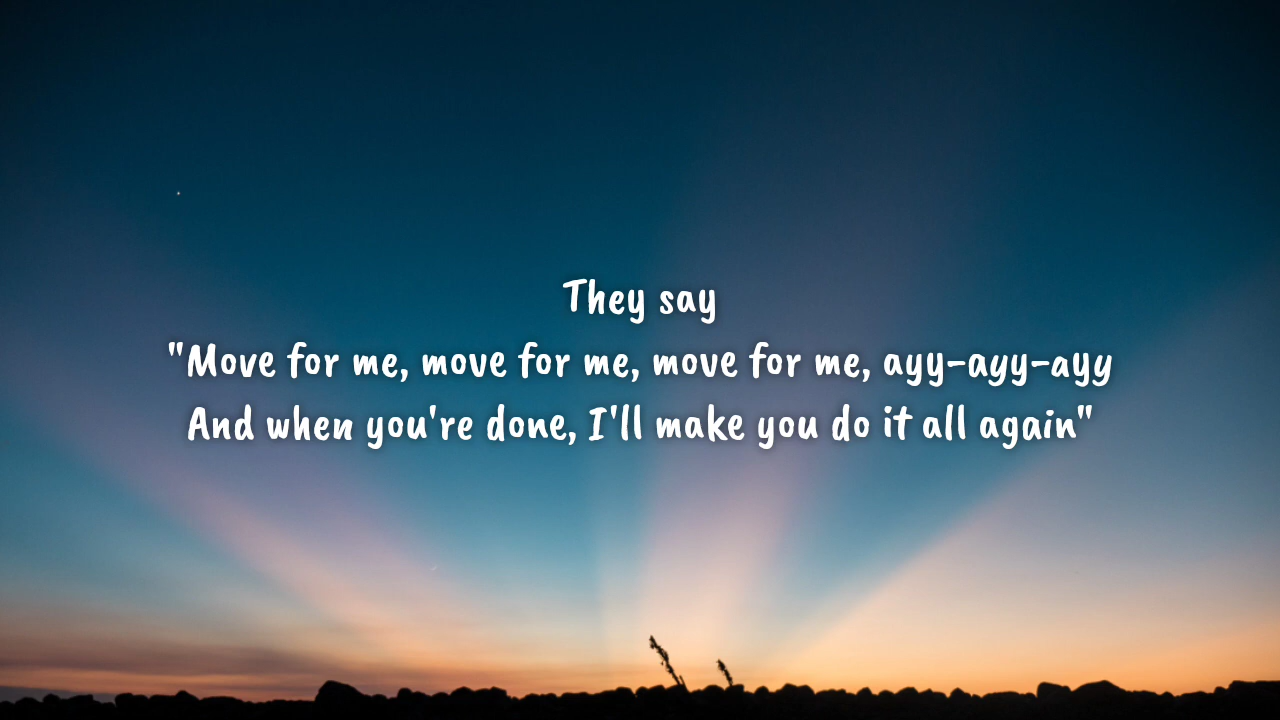 They say
"Move for me, move for me, move for me, ayy-ayy-ayy
And when you're done, I'll make you do it all again"